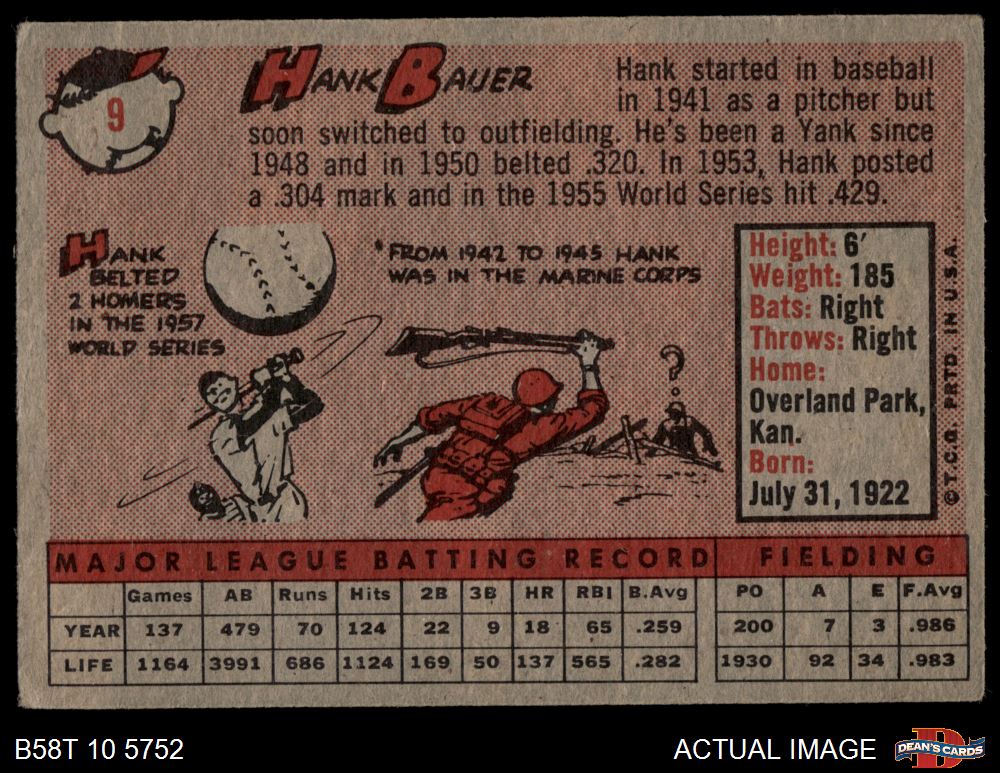 9
HANK BAUER
Hank started in baseball
in 1941 as a pitcher but
soon switched to outfielding. He's been a Yank since
1948 and in 1950 belted .320. In 1953, Hank posted
a .304 mark and in the 1955 World Series hit .429.
HANK
BELTED
2 HOMERS
IN THE 1957
WORLD SERIES
FROM 1942 TO 1945 HANK
WAS IN THE MARINE CORPS
?
Height: 6'
Weight: 185
Bats: Right
Throws: Right
Home:
Overland Park,
Kan.
Born:
July 31, 1922
© T.C.G. PRTD. IN U.S.A.
MAJOR LEAGUE BATTING RECORD FIELDING
Games AB Runs Hits 2B 3B HR RBI B.Avg PO A E F.Avg
YEAR 137 479 70 124 22 9 18 65 .259 200 7 3 .986
LIFE 1164 3991 686 1124 169 50 137 565 .282 1930 92 34 .983
B58T 10 5752
ACTUAL IMAGE
D
DEAN'S CARDS